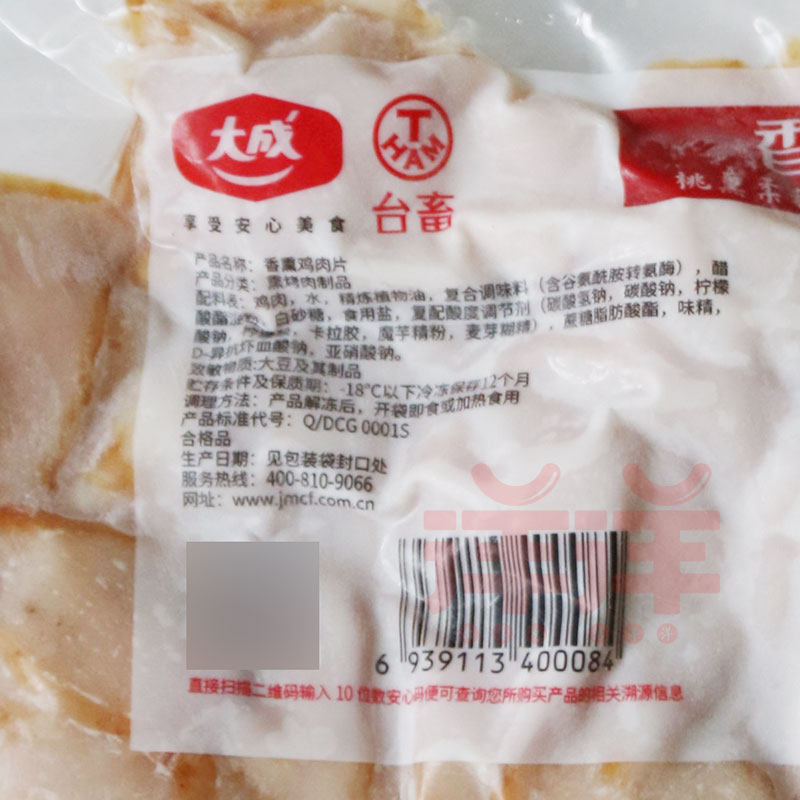 大成
享受安心美食
T
HAM
台畜
香
桃熏
产品名称：香熏鸡肉片
产品分类：熏烤肉制品
配料表：鸡肉，水，精炼植物油，复合调味料（含谷氨酰胺转氨酶），醋
酸酯淀粉，白砂糖，食用盐，复配酸度调节剂（碳酸氢钠，碳酸钠，柠檬
酸钠，卡拉胶，魔芋精粉，麦芽糊精），蔗糖脂肪酸酯，味精，
D-异抗坏血酸钠，亚硝酸钠。
致敏物质：大豆及其制品
贮存条件及保质期：-18℃以下冷冻保存12个月
调理方法：产品解冻后，开袋即食或加热食用
产品标准代号：Q/DCG 0001S
合格品
生产日期：见包装袋封口处
服务热线：400-810-9066
网址：www.jmcf.com.cn
6 939113 400084
直接扫描二维码输入 10 位数安心码便可查询您所购买产品的相关溯源信息